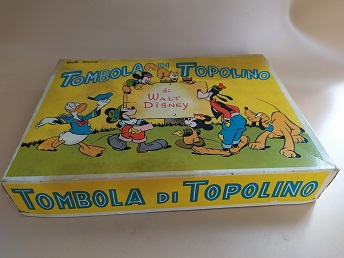 TOMBOLA DI TOPOLINO
di
WALT
DISNEY
TOMBOLA DI TOPOLINO